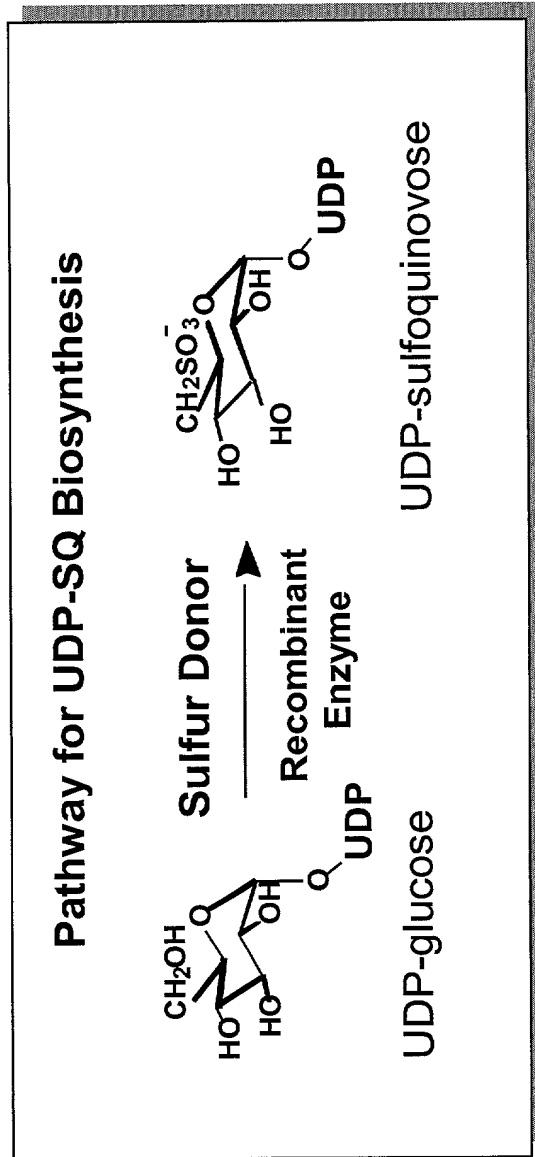 Pathway for UDP-SQ Biosynthesis
CH₂OH
O
HO
HO
OH
O
UDP
UDP-glucose
Sulfur Donor
Recombinant
Enzyme
CH₂SO₃⁻
O
HO
HO
OH
O
UDP
UDP-sulfoquinovose